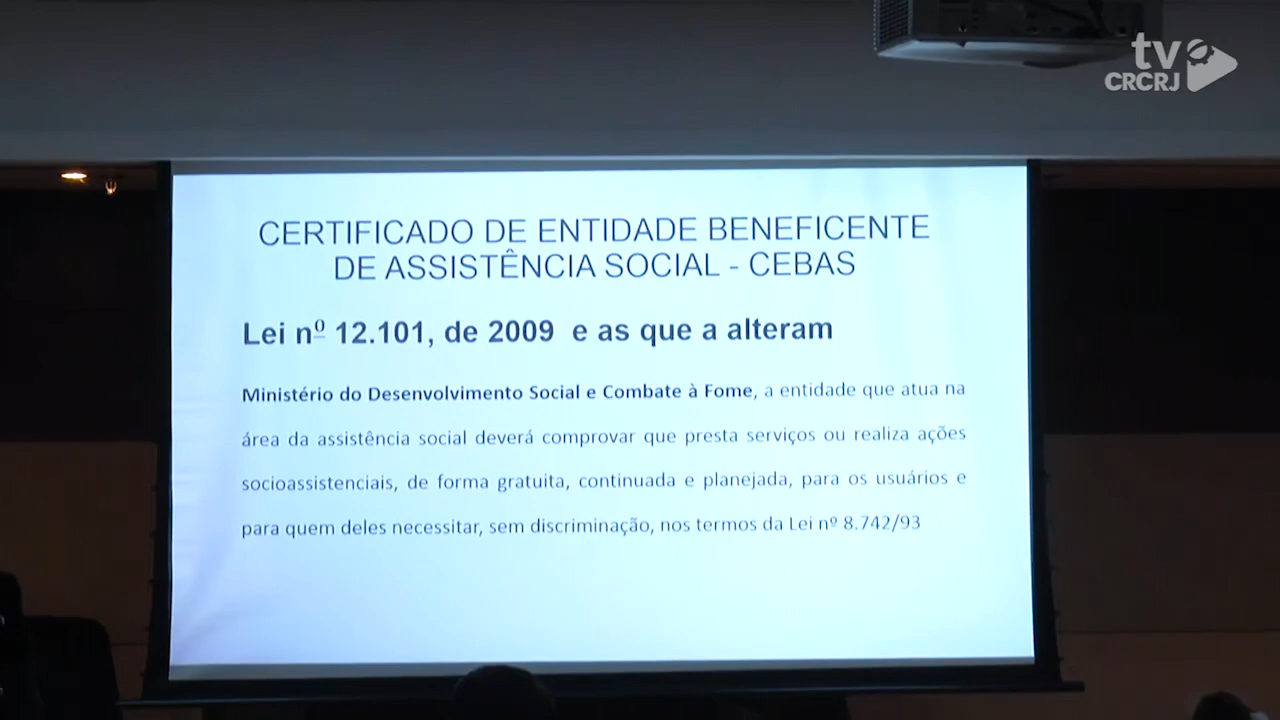 tv
CRCRJ
CERTIFICADO DE ENTIDADE BENEFICENTE
DE ASSISTÊNCIA SOCIAL - CEBAS
Lei nº 12.101, de 2009 e as que a alteram
Ministério do Desenvolvimento Social e Combate à Fome, a entidade que atua na
área da assistência social deverá comprovar que presta serviços ou realiza ações
socioassistenciais, de forma gratuita, continuada e planejada, para os usuários e
para quem deles necessitar, sem discriminação, nos termos da Lei nº 8.742/93